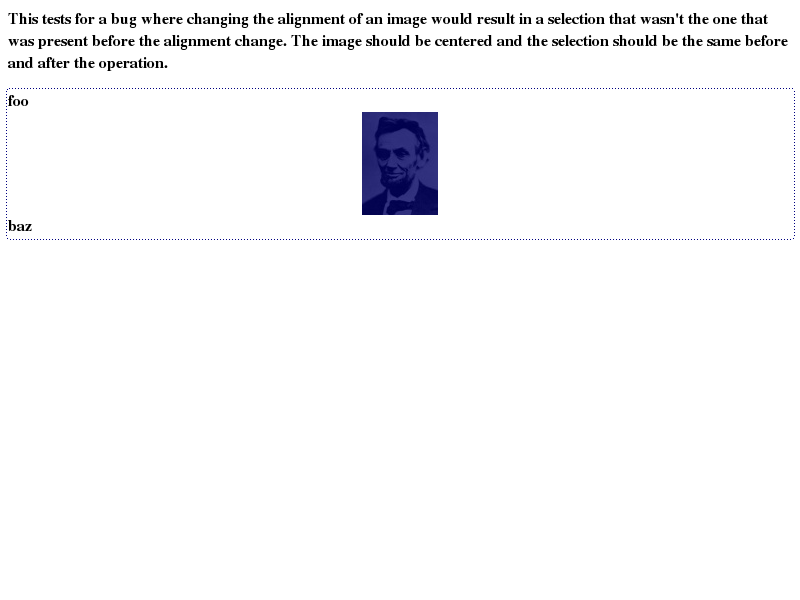 This tests for a bug where changing the alignment of an image would result in a selection that wasn't the one that
was present before the alignment change. The image should be centered and the selection should be the same before
and after the operation.
foo
baz